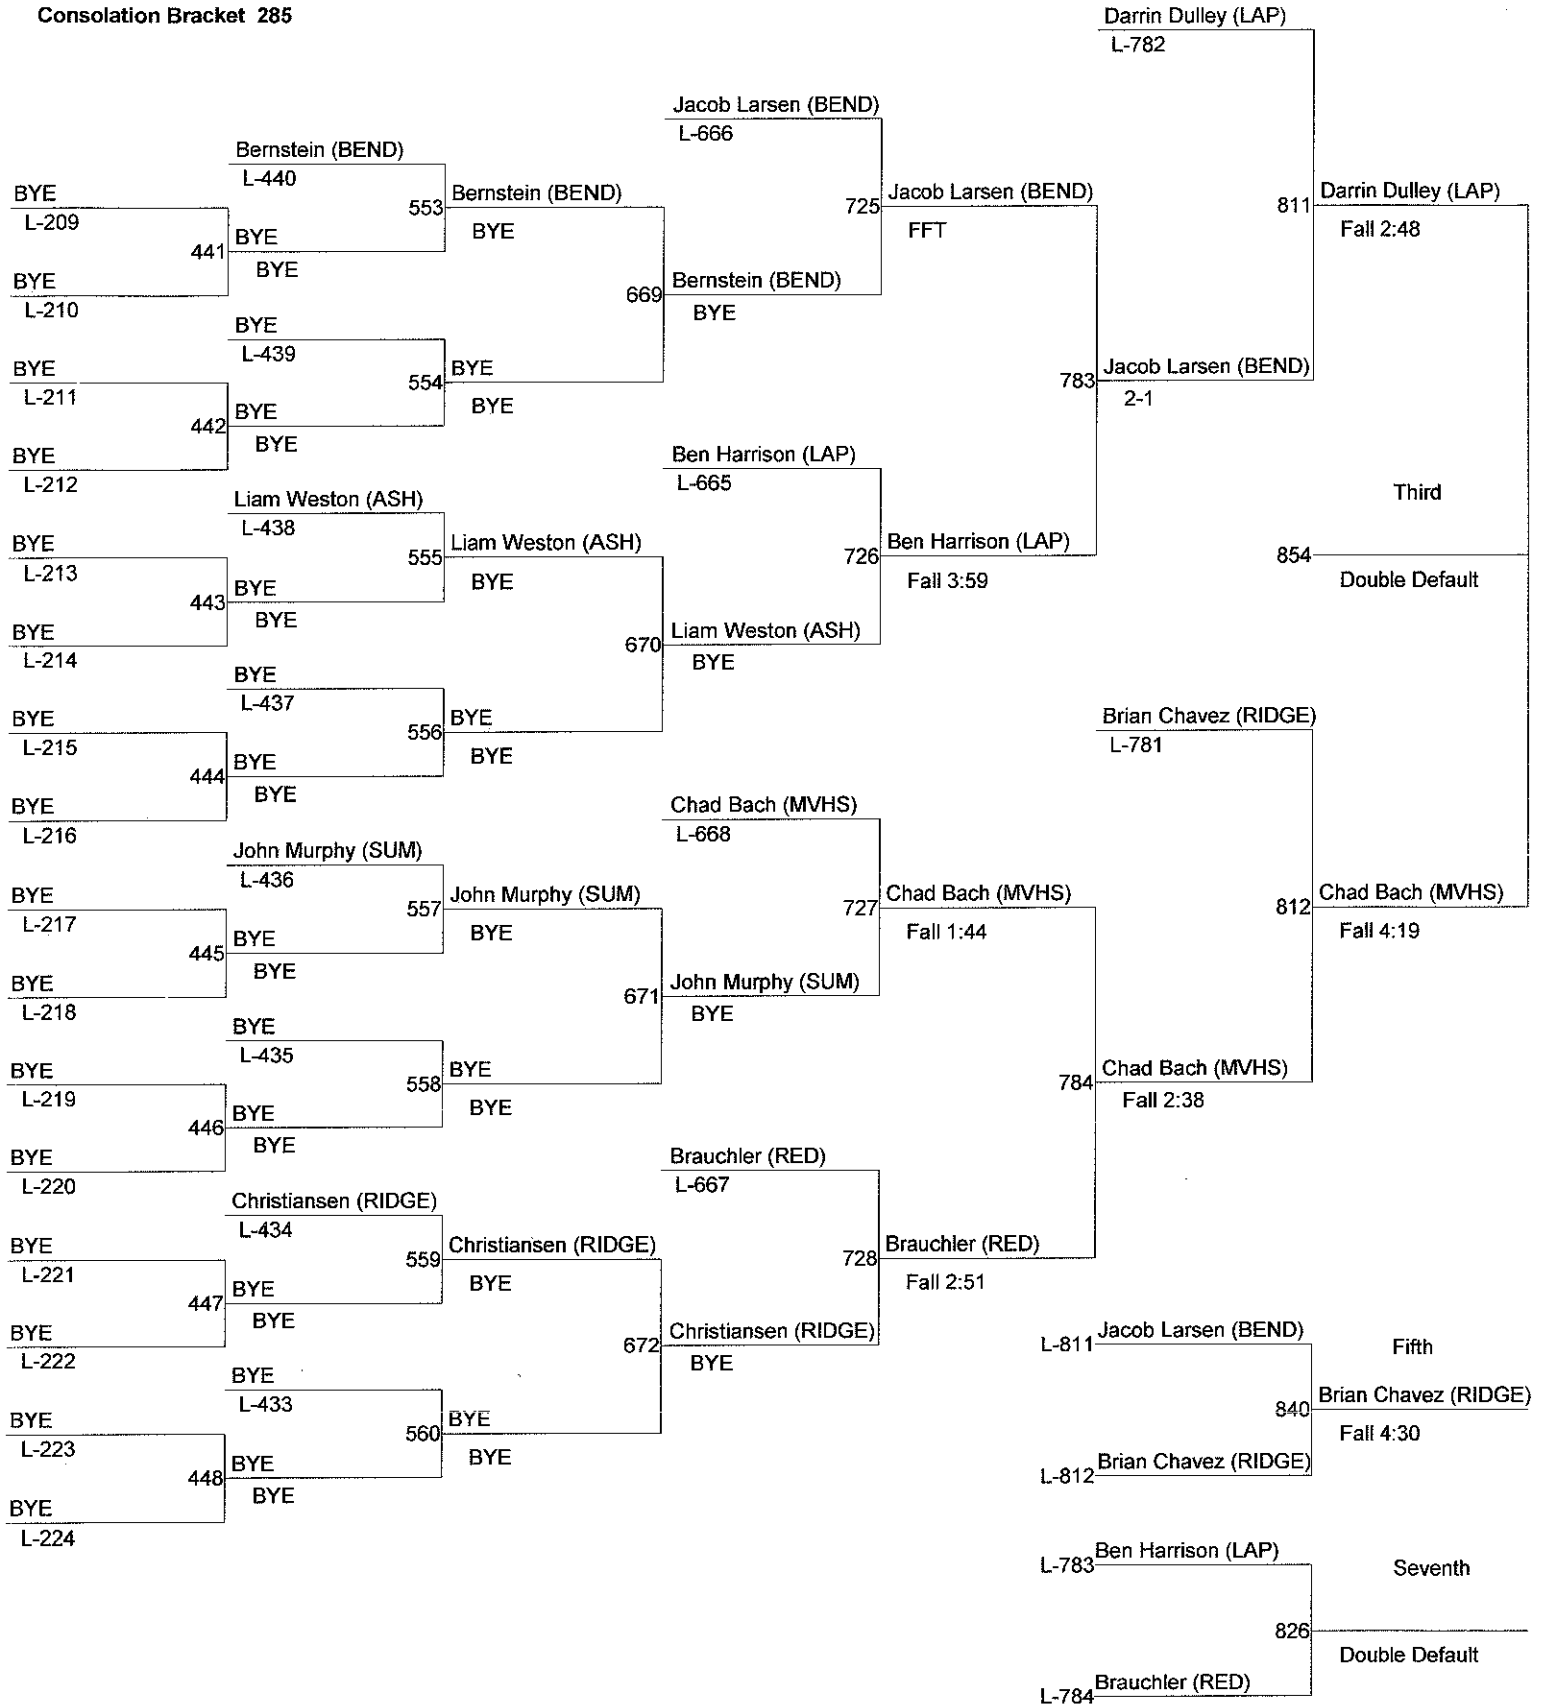 Consolation Bracket 285
BYE
L-209
441
BYE
L-210
BYE
L-211
442
BYE
L-212
BYE
L-213
443
BYE
L-214
BYE
L-215
444
BYE
L-216
BYE
L-217
445
BYE
L-218
BYE
L-219
446
BYE
L-220
BYE
L-221
447
BYE
L-222
BYE
L-223
448
BYE
L-224
Bernstein (BEND)
L-440
553
BYE
BYE
BYE
L-439
554
BYE
BYE
Liam Weston (ASH)
L-438
555
BYE
BYE
BYE
L-437
556
BYE
BYE
John Murphy (SUM)
L-436
557
BYE
BYE
BYE
L-435
558
BYE
BYE
Christiansen (RIDGE)
L-434
559
BYE
BYE
BYE
L-433
560
BYE
BYE
Bernstein (BEND)
BYE
669
BYE
BYE
Liam Weston (ASH)
BYE
670
BYE
BYE
John Murphy (SUM)
BYE
671
BYE
BYE
Christiansen (RIDGE)
BYE
672
BYE
BYE
Jacob Larsen (BEND)
L-666
725
Bernstein (BEND)
BYE
Ben Harrison (LAP)
L-665
726
Liam Weston (ASH)
BYE
Chad Bach (MVHS)
L-668
727
John Murphy (SUM)
BYE
Brauchler (RED)
L-667
728
Christiansen (RIDGE)
BYE
Jacob Larsen (BEND)
FFT
783
Ben Harrison (LAP)
Fall 3:59
Chad Bach (MVHS)
Fall 1:44
784
Brauchler (RED)
Fall 2:51
Darrin Dulley (LAP)
L-782
811
Jacob Larsen (BEND)
2-1
Brian Chavez (RIDGE)
L-781
812
Chad Bach (MVHS)
Fall 2:38
Darrin Dulley (LAP)
Fall 2:48
Third
854
Double Default
Chad Bach (MVHS)
Fall 4:19
L-811
Jacob Larsen (BEND)
Fifth
840
Brian Chavez (RIDGE)
Fall 4:30
L-812
Brian Chavez (RIDGE)
L-783
Ben Harrison (LAP)
Seventh
826
Double Default
L-784
Brauchler (RED)